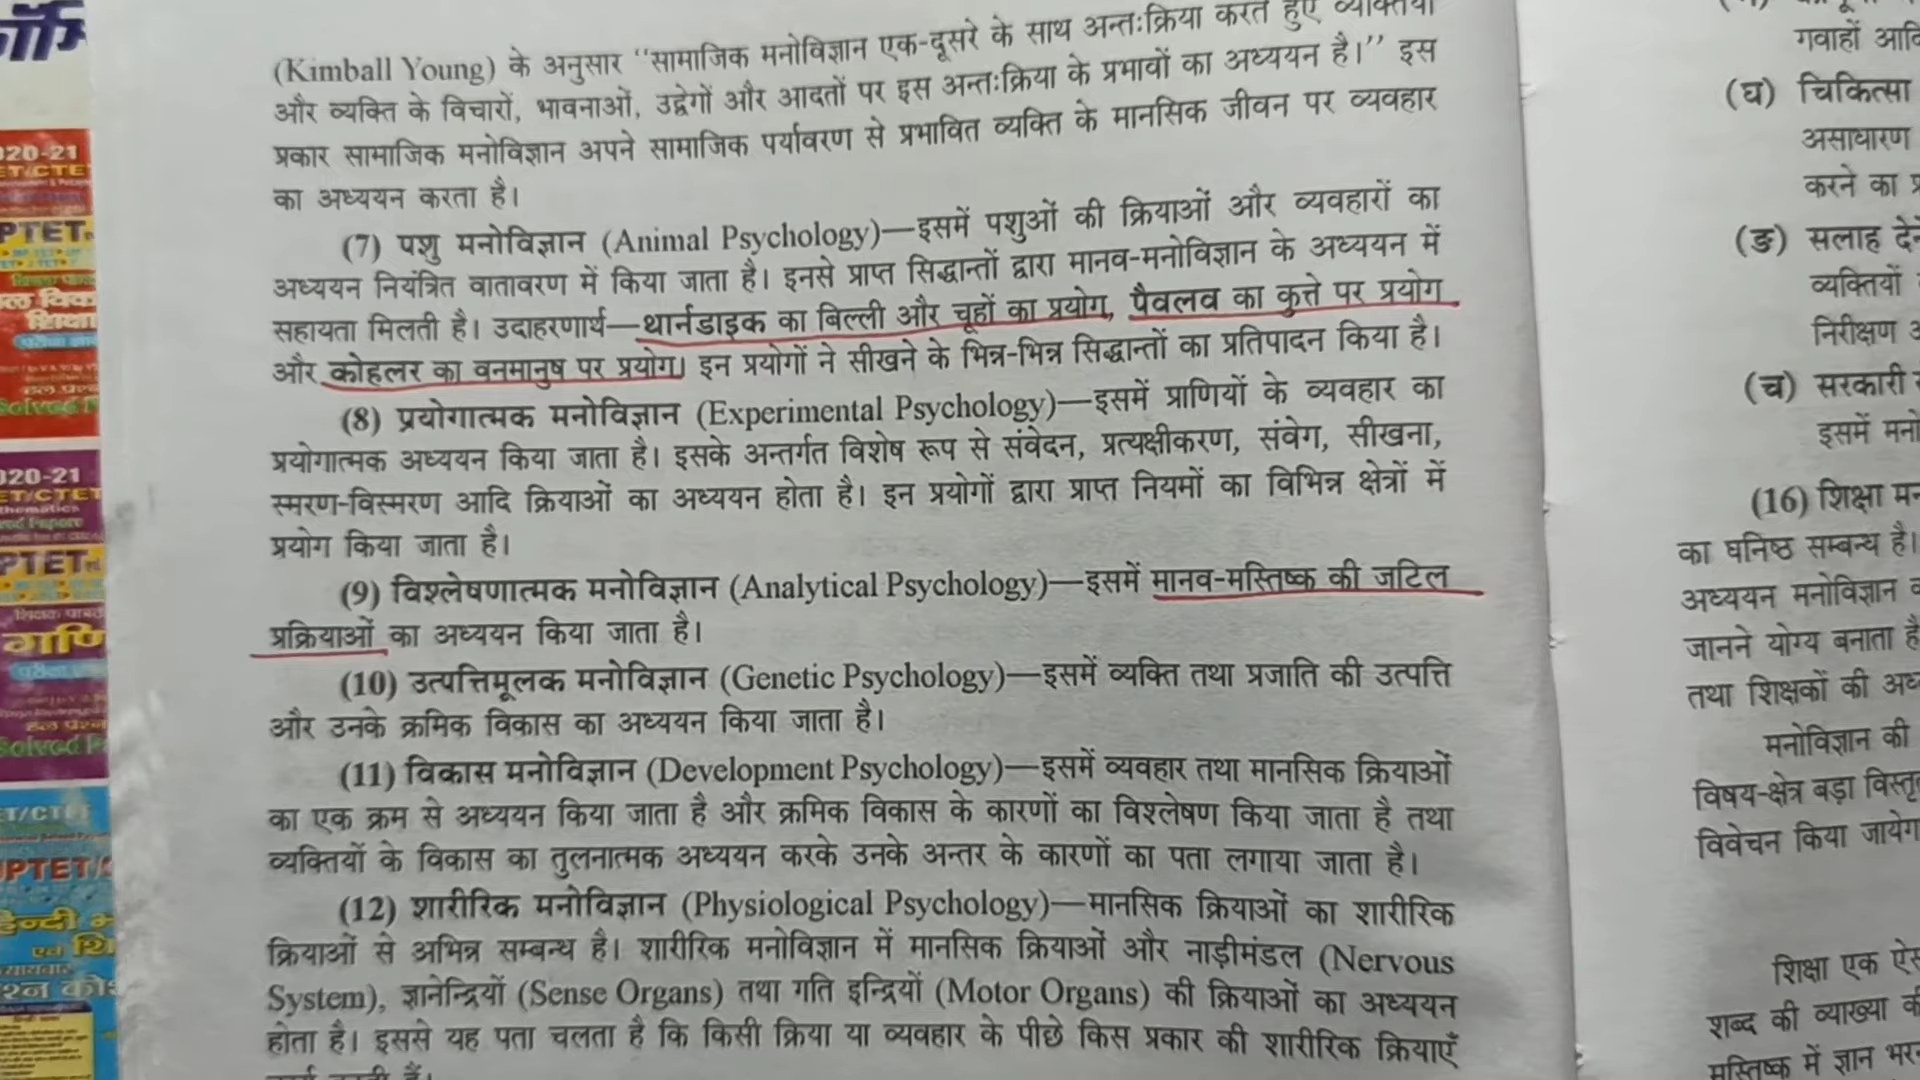 (Kimball Young) के अनुसार “सामाजिक मनोविज्ञान एक-दूसरे के साथ अन्तःक्रिया करते हुए व्यक्तियों
और व्यक्ति के विचारों, भावनाओं, उद्वेगों और आदतों पर इस अन्तःक्रिया के प्रभावों का अध्ययन है।” इस
प्रकार सामाजिक मनोविज्ञान अपने सामाजिक पर्यावरण से प्रभावित व्यक्ति के मानसिक जीवन पर व्यवहार
का अध्ययन करता है।
(7) पशु मनोविज्ञान (Animal Psychology)—इसमें पशुओं की क्रियाओं और व्यवहारों का
अध्ययन नियंत्रित वातावरण में किया जाता है। इनसे प्राप्त सिद्धान्तों द्वारा मानव-मनोविज्ञान के अध्ययन में
सहायता मिलती है। उदाहरणार्थ—थार्नडाइक का बिल्ली और चूहों का प्रयोग, पैवलव का कुत्ते पर प्रयोग
और कोहलर का वनमानुष पर प्रयोग। इन प्रयोगों ने सीखने के भिन्न-भिन्न सिद्धान्तों का प्रतिपादन किया है।
(8) प्रयोगात्मक मनोविज्ञान (Experimental Psychology)—इसमें प्राणियों के व्यवहार का
प्रयोगात्मक अध्ययन किया जाता है। इसके अन्तर्गत विशेष रूप से संवेदन, प्रत्यक्षीकरण, संवेग, सीखना,
स्मरण-विस्मरण आदि क्रियाओं का अध्ययन होता है। इन प्रयोगों द्वारा प्राप्त नियमों का विभिन्न क्षेत्रों में
प्रयोग किया जाता है।
(9) विश्लेषणात्मक मनोविज्ञान (Analytical Psychology)—इसमें मानव-मस्तिष्क की जटिल
प्रक्रियाओं का अध्ययन किया जाता है।
(10) उत्पत्तिमूलक मनोविज्ञान (Genetic Psychology)—इसमें व्यक्ति तथा प्रजाति की उत्पत्ति
और उनके क्रमिक विकास का अध्ययन किया जाता है।
(11) विकास मनोविज्ञान (Development Psychology)—इसमें व्यवहार तथा मानसिक क्रियाओं
का एक क्रम से अध्ययन किया जाता है और क्रमिक विकास के कारणों का विश्लेषण किया जाता है तथा
व्यक्तियों के विकास का तुलनात्मक अध्ययन करके उनके अन्तर के कारणों का पता लगाया जाता है।
(12) शारीरिक मनोविज्ञान (Physiological Psychology)—मानसिक क्रियाओं का शारीरिक
क्रियाओं से अभिन्न सम्बन्ध है। शारीरिक मनोविज्ञान में मानसिक क्रियाओं और नाड़ीमंडल (Nervous
System), ज्ञानेन्द्रियों (Sense Organs) तथा गति इन्द्रियों (Motor Organs) की क्रियाओं का अध्ययन
होता है। इससे यह पता चलता है कि किसी क्रिया या व्यवहार के पीछे किस प्रकार की शारीरिक क्रियाएँ
गवाहों
(घ) चिकित्सा
असाधारण
करने का
(ङ) सलाह
व्यक्तियों
निरीक्षण
(च) सरकारी
इसमें
(16) शिक्षा
का घनिष्ठ सम्बन्ध है।
अध्ययन मनोविज्ञान
जानने योग्य बनाता
तथा शिक्षकों की
मनोविज्ञान की
विषय-क्षेत्र बड़ा
विवेचन किया
शिक्षा एक
शब्द की व्याख्या
मस्तिष्क में ज्ञान
020-21
PTET
Solved
020-21
PTET
गणि
Solved
UPTET
हिन्दी
एवं